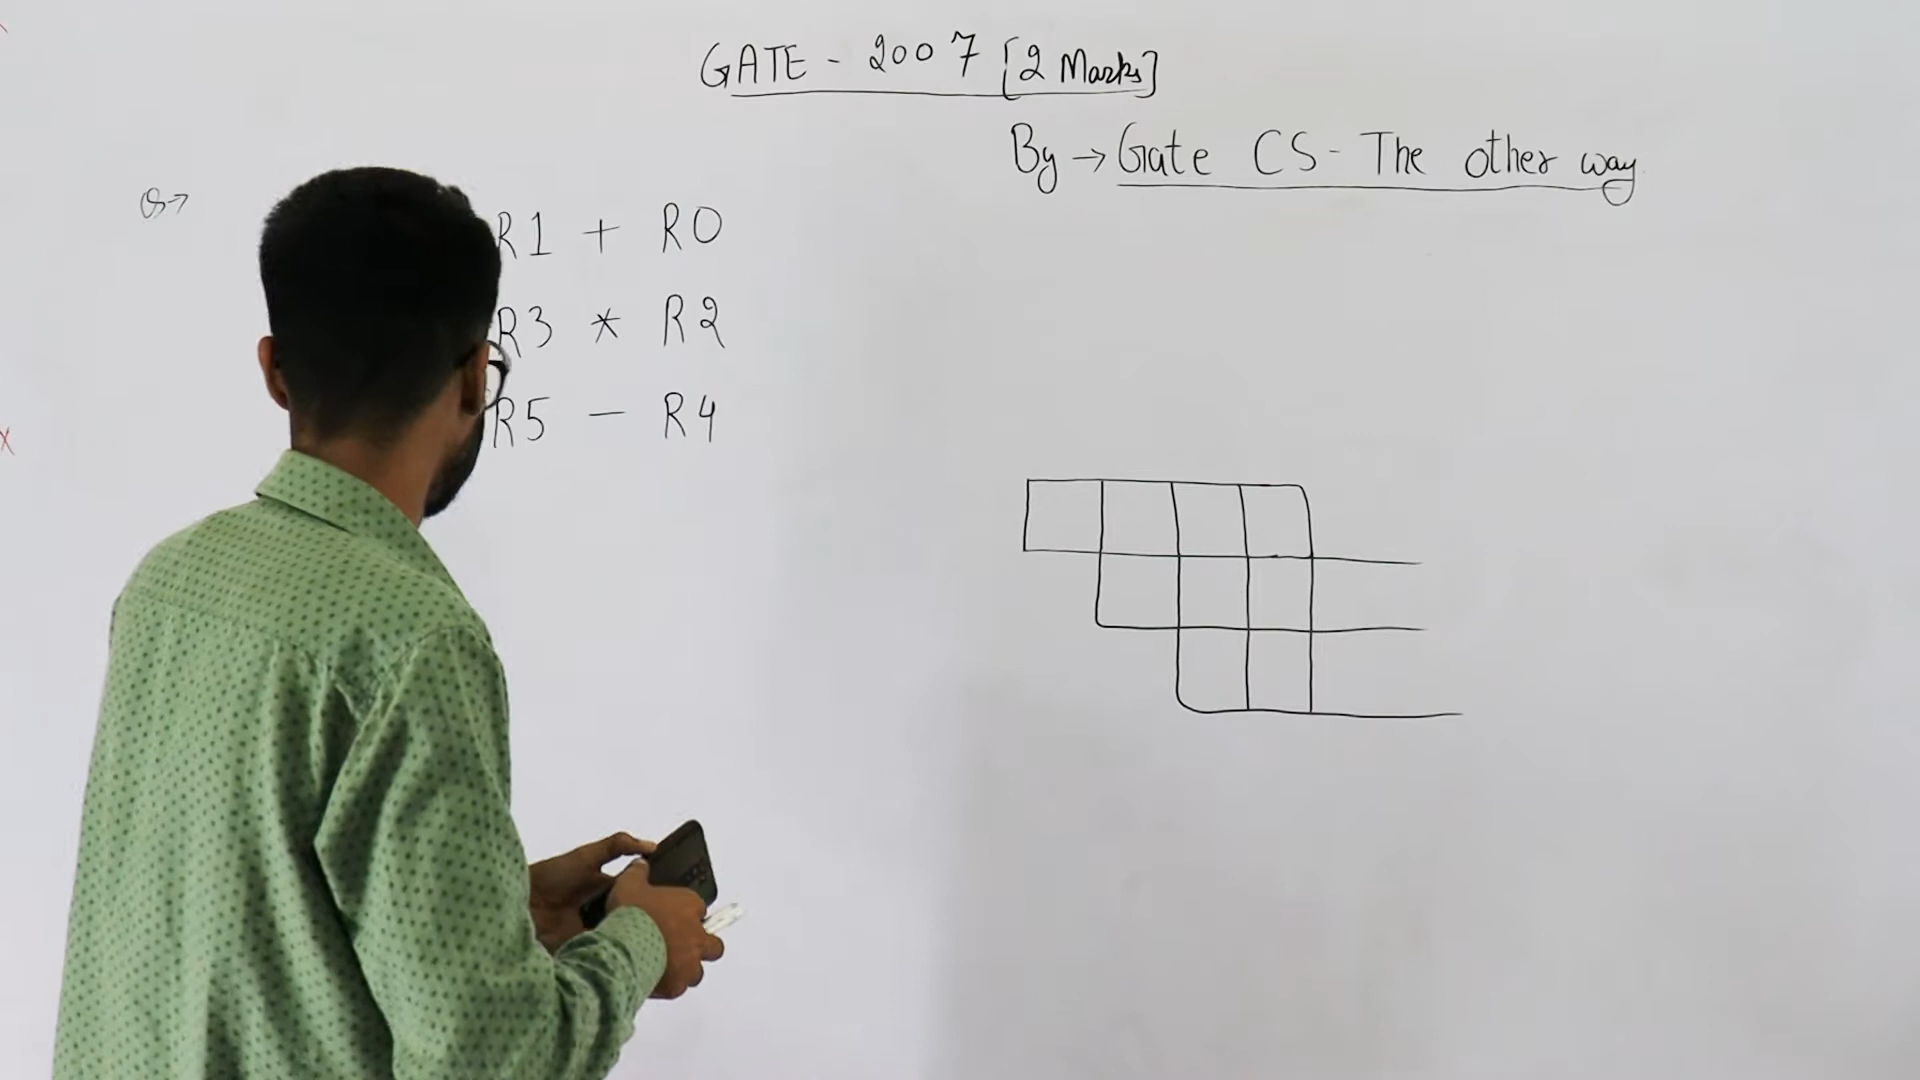 GATE - 2007 [2 Marks]
By → Gate CS - The other way
Q →
R1 + R0
R3 * R2
R5 - R4
x